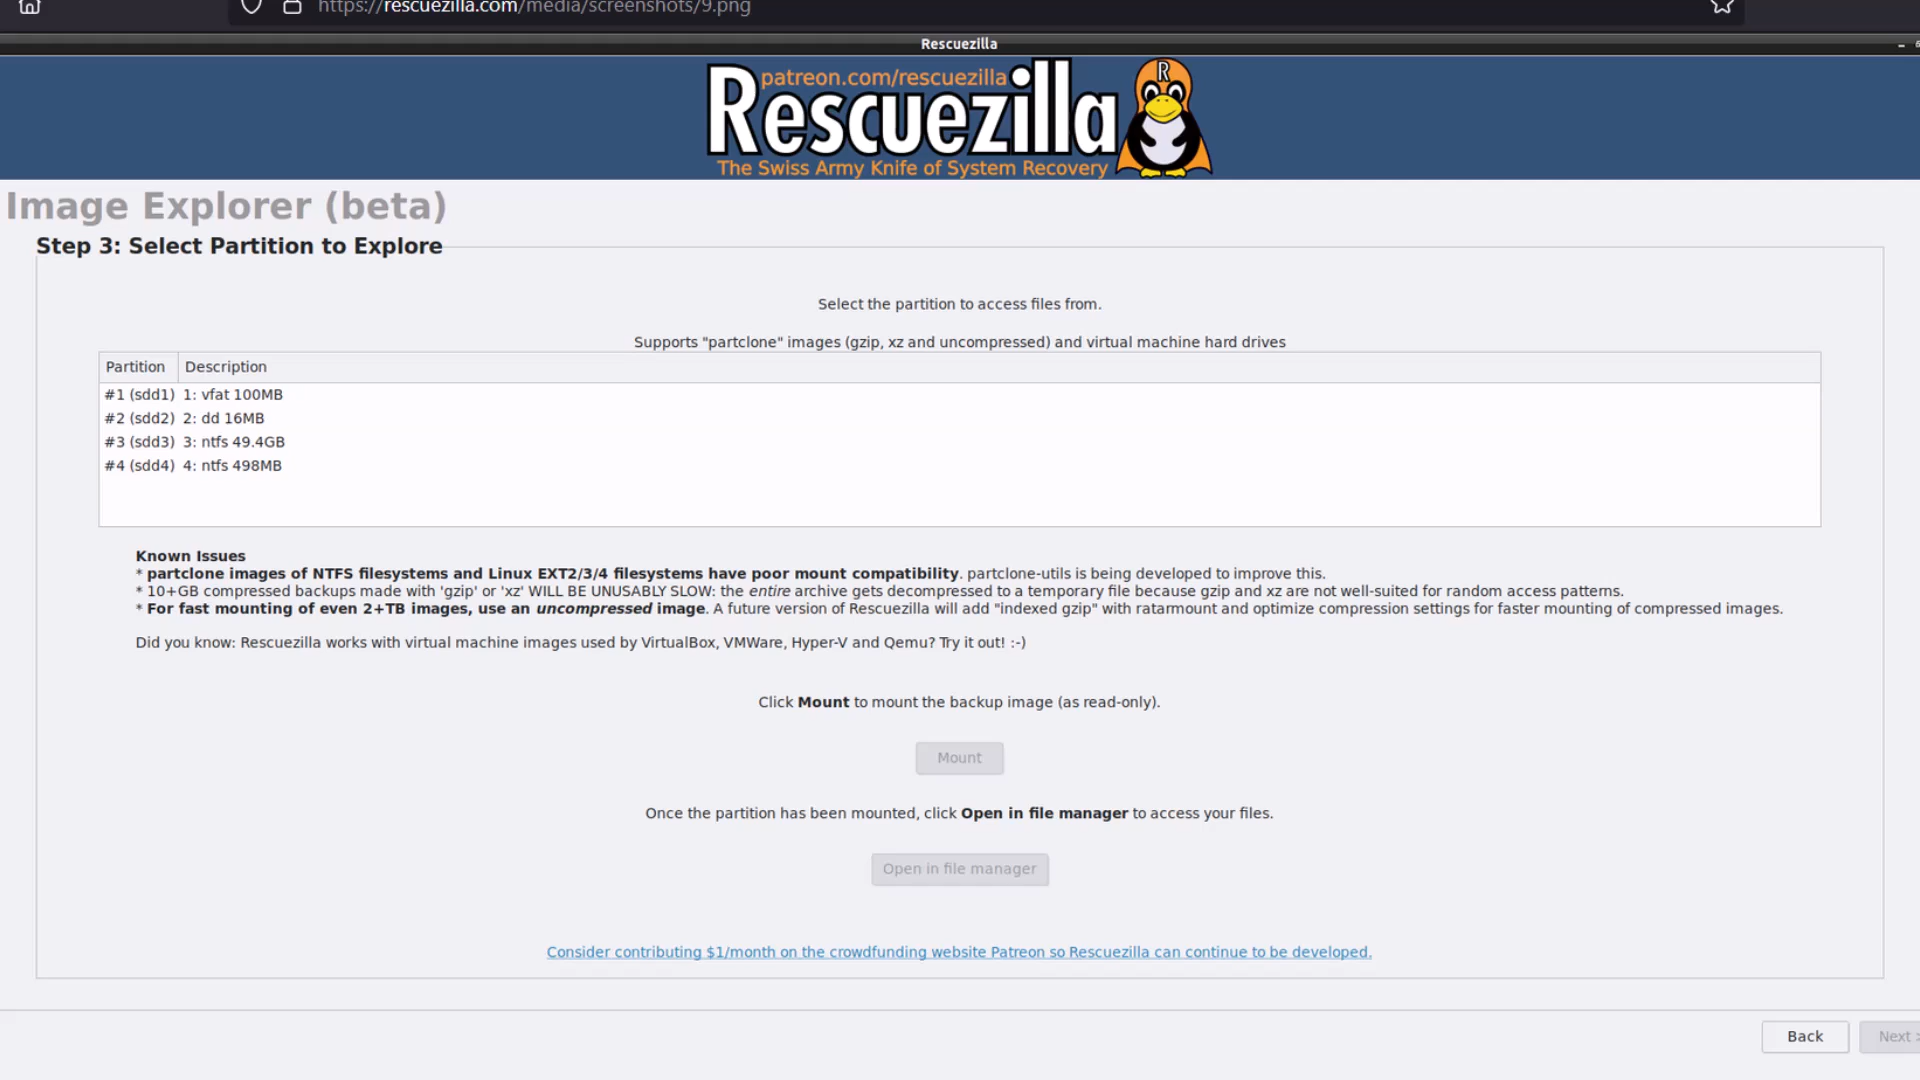 https://rescuezilla.com/media/screenshots/9.png
Rescuezilla
patreon.com/rescuezilla
R
Rescuezilla
The Swiss Army Knife of System Recovery
Image Explorer (beta)
Step 3: Select Partition to Explore
Select the partition to access files from.
Supports "partclone" images (gzip, xz and uncompressed) and virtual machine hard drives
Partition Description
#1 (sdd1) 1: vfat 100MB
#2 (sdd2) 2: dd 16MB
#3 (sdd3) 3: ntfs 49.4GB
#4 (sdd4) 4: ntfs 498MB
Known Issues
* partclone images of NTFS filesystems and Linux EXT2/3/4 filesystems have poor mount compatibility. partclone-utils is being developed to improve this.
* 10+GB compressed backups made with 'gzip' or 'xz' WILL BE UNUSABLY SLOW: the entire archive gets decompressed to a temporary file because gzip and xz are not well-suited for random access patterns.
* For fast mounting of even 2+TB images, use an uncompressed image. A future version of Rescuezilla will add "indexed gzip" with ratarmount and optimize compression settings for faster mounting of compressed images.
Did you know: Rescuezilla works with virtual machine images used by VirtualBox, VMWare, Hyper-V and Qemu? Try it out! :-)
Click Mount to mount the backup image (as read-only).
Mount
Once the partition has been mounted, click Open in file manager to access your files.
Open in file manager
Consider contributing $1/month on the crowdfunding website Patreon so Rescuezilla can continue to be developed.
Back Next >